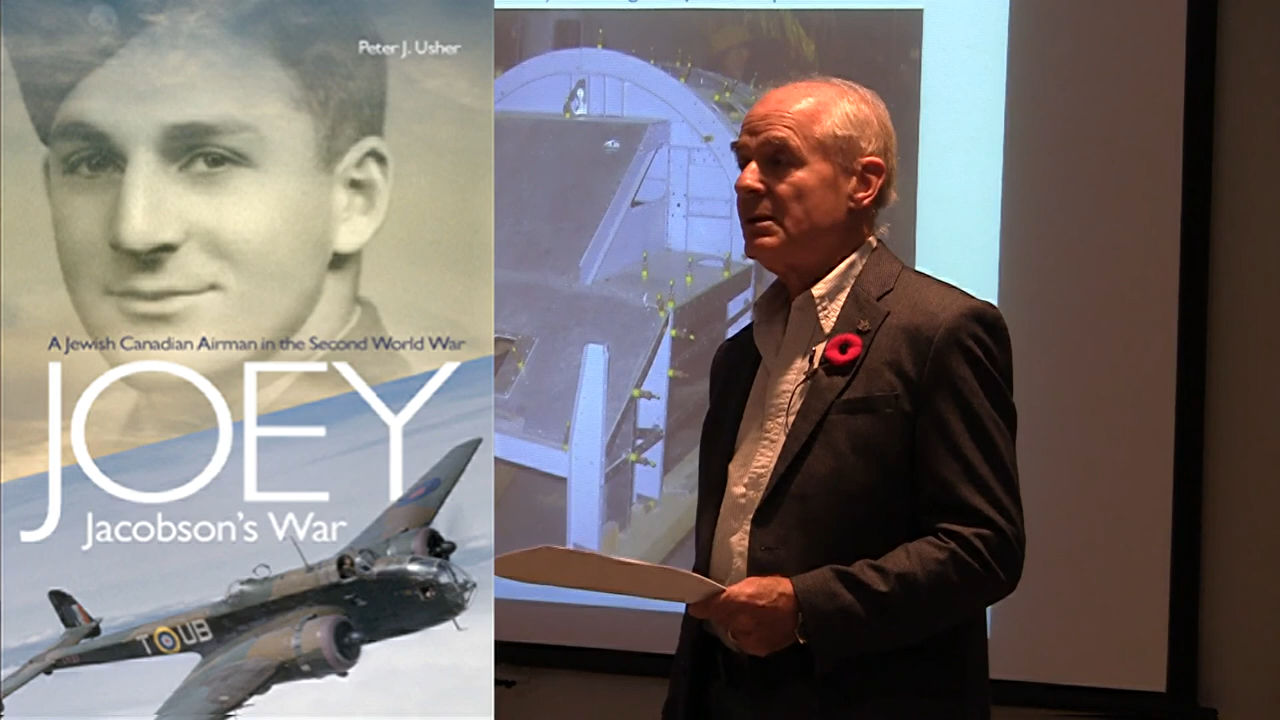 Peter J. Usher
A Jewish Canadian Airman in the Second World War
JOEY
Jacobson's War
T UB